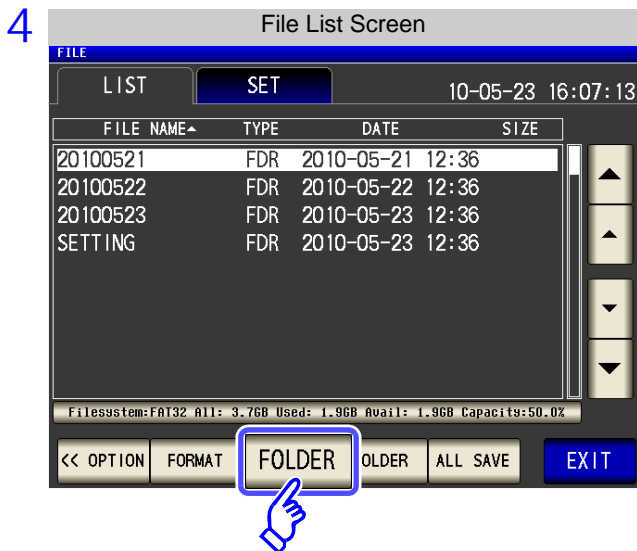 4
File List Screen
FILE
LIST SET 10-05-23 16:07:13
FILE NAME▲ TYPE DATE SIZE
20100521 FDR 2010-05-21 12:36
20100522 FDR 2010-05-22 12:36
20100523 FDR 2010-05-23 12:36
SETTING FDR 2010-05-23 12:36
Filesystem:FAT32 All: 3.7GB Used: 1.9GB Avail: 1.9GB Capacity:50.0%
<< OPTION FORMAT FOLDER OLDER ALL SAVE EXIT